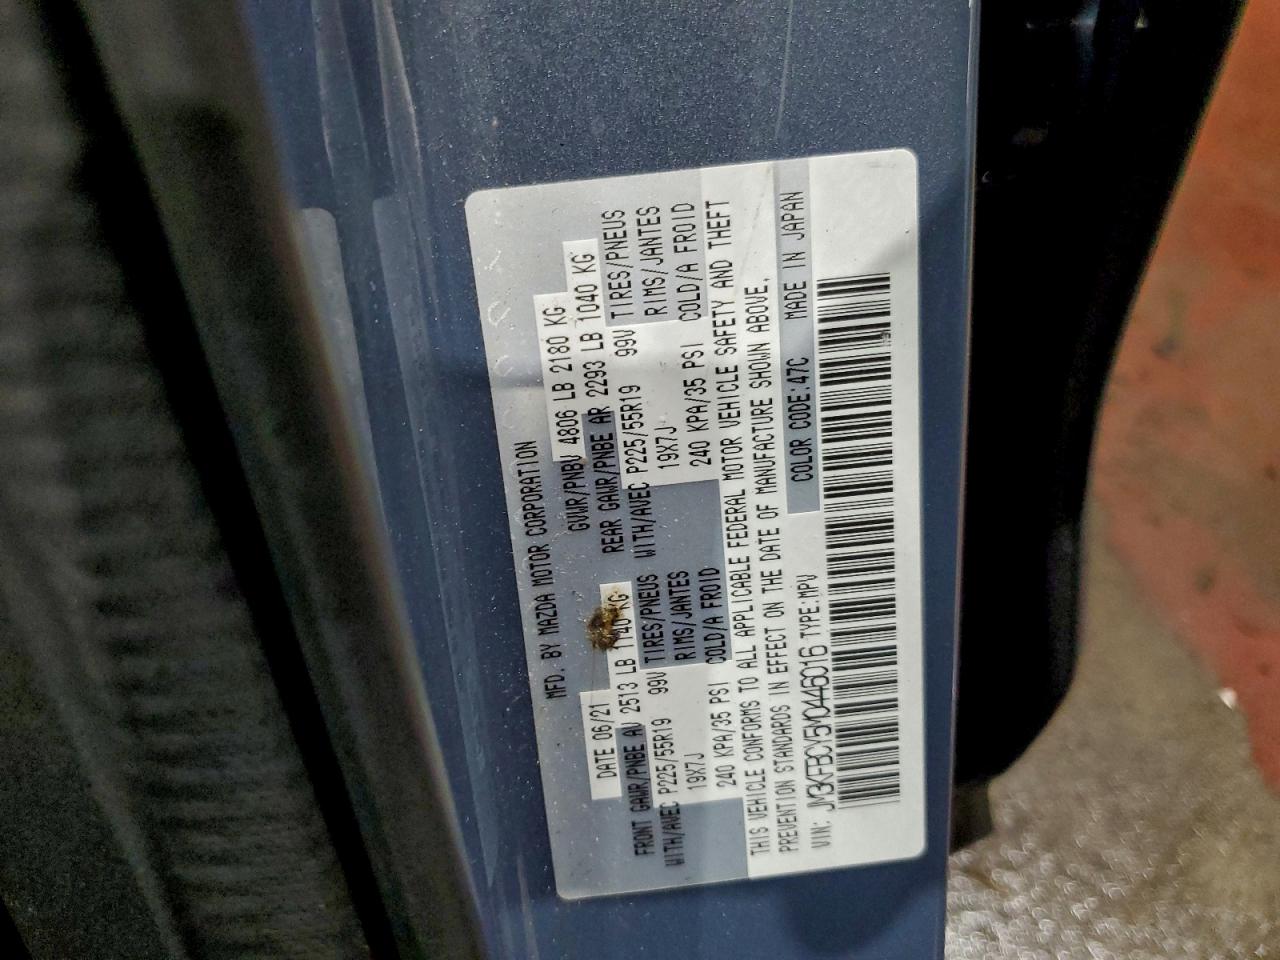 MFD. BY MAZDA MOTOR CORPORATION
DATE 06/21 GVWR/PNBV 4806 LB 2180 KG
FRONT GAWR/PNBE AV 2513 LB 1140 KG REAR GAWR/PNBE AR 2293 LB 1040 KG
WITH/AVEC P225/55R19 99V TIRES/PNEUS WITH/AVEC P225/55R19 99V TIRES/PNEUS
19X7J RIMS/JANTES 19X7J RIMS/JANTES
240 KPA/35 PSI COLD/A FROID 240 KPA/35 PSI COLD/A FROID
THIS VEHICLE CONFORMS TO ALL APPLICABLE FEDERAL MOTOR VEHICLE SAFETY AND THEFT
PREVENTION STANDARDS IN EFFECT ON THE DATE OF MANUFACTURE SHOWN ABOVE.
VIN: JM3KFBCY5M0446016 TYPE:MPV COLOR CODE:47C MADE IN JAPAN